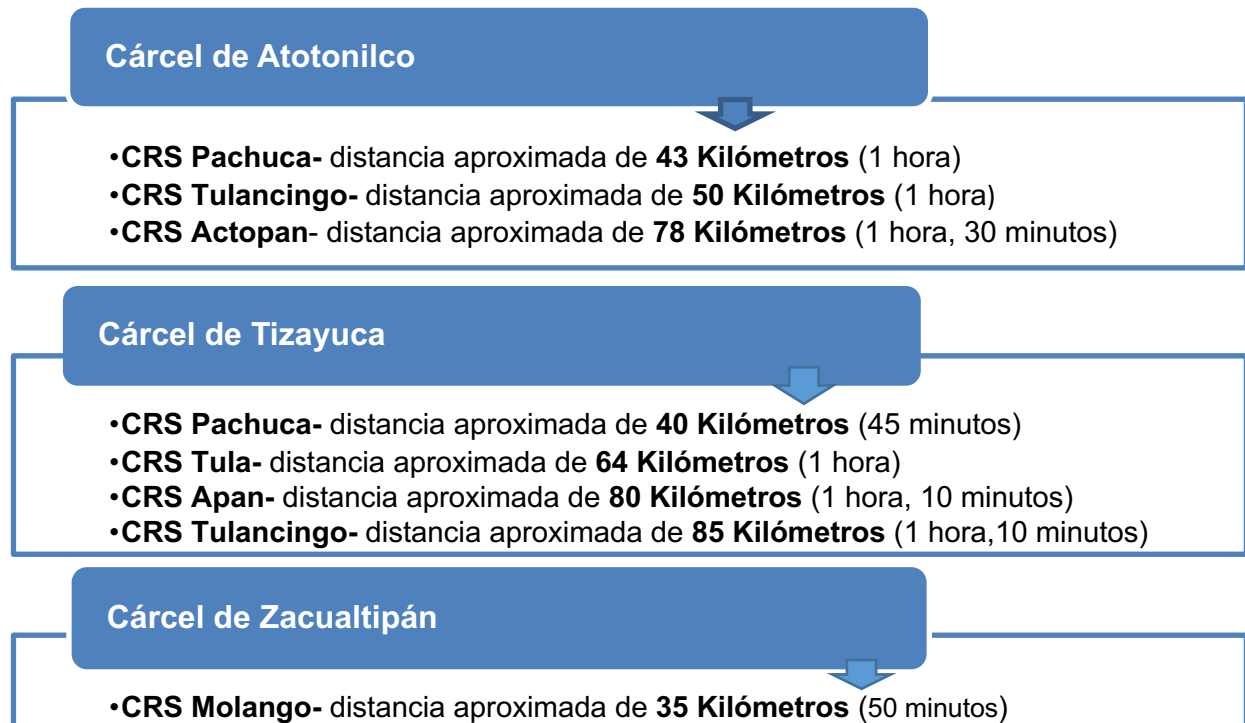 Cárcel de Atotonilco
•CRS Pachuca- distancia aproximada de 43 Kilómetros (1 hora)
•CRS Tulancingo- distancia aproximada de 50 Kilómetros (1 hora)
•CRS Actopan- distancia aproximada de 78 Kilómetros (1 hora, 30 minutos)
Cárcel de Tizayuca
•CRS Pachuca- distancia aproximada de 40 Kilómetros (45 minutos)
•CRS Tula- distancia aproximada de 64 Kilómetros (1 hora)
•CRS Apan- distancia aproximada de 80 Kilómetros (1 hora, 10 minutos)
•CRS Tulancingo- distancia aproximada de 85 Kilómetros (1 hora,10 minutos)
Cárcel de Zacualtipán
•CRS Molango- distancia aproximada de 35 Kilómetros (50 minutos)